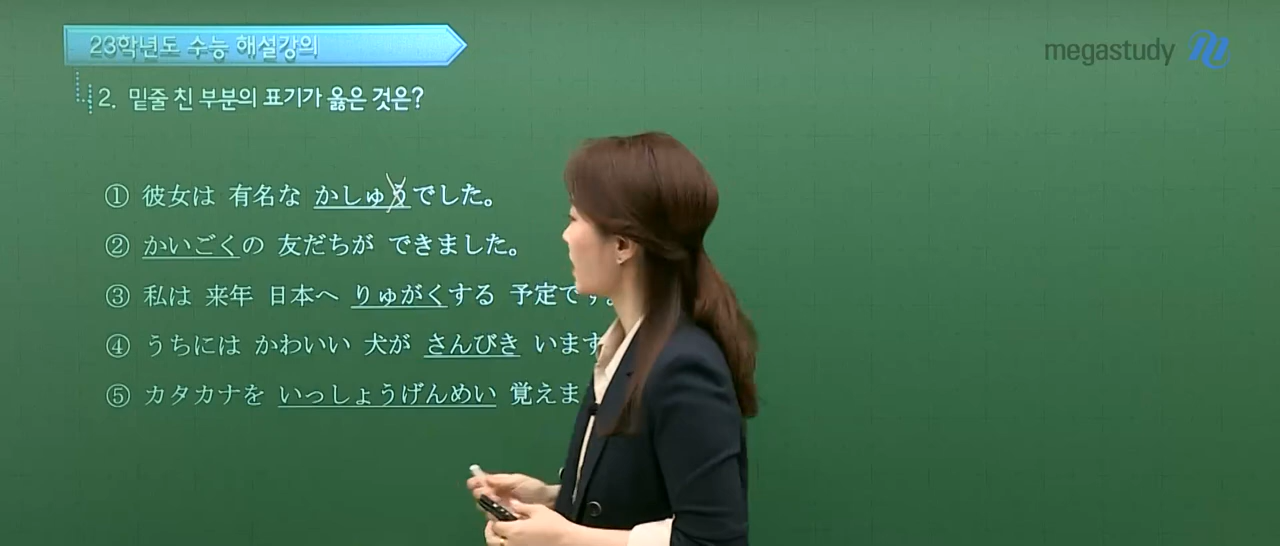 23학년도 수능 해설강의
megastudy
2. 밑줄 친 부분의 표기가 옳은 것은?
① 彼女は 有名な かしゅうでした。
② かいごくの 友だちが できました。
③ 私は 来年 日本へ りゅがくする 予定です。
④ うちには かわいい 犬が さんびき います
⑤ カタカナを いっしょうげんめい 覚えま